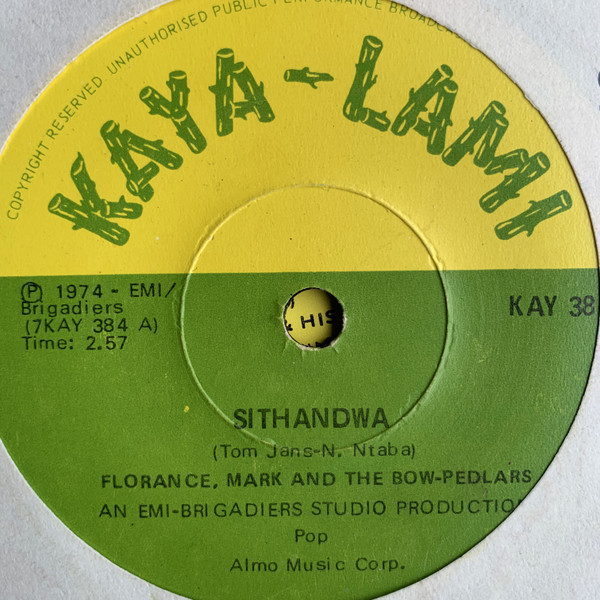 COPYRIGHT RESERVED UNAUTHORISED PUBLIC PERFORMANCE BROADC
KAYA-LAMI
℗ 1974 - EMI/
Brigadiers
(7KAY 384 A)
Time: 2.57
KAY 38
HIS
SITHANDWA
(Tom Jans-N. Ntaba)
FLORANCE, MARK AND THE BOW-PEDLARS
AN EMI-BRIGADIERS STUDIO PRODUCTIO
Pop
Almo Music Corp.